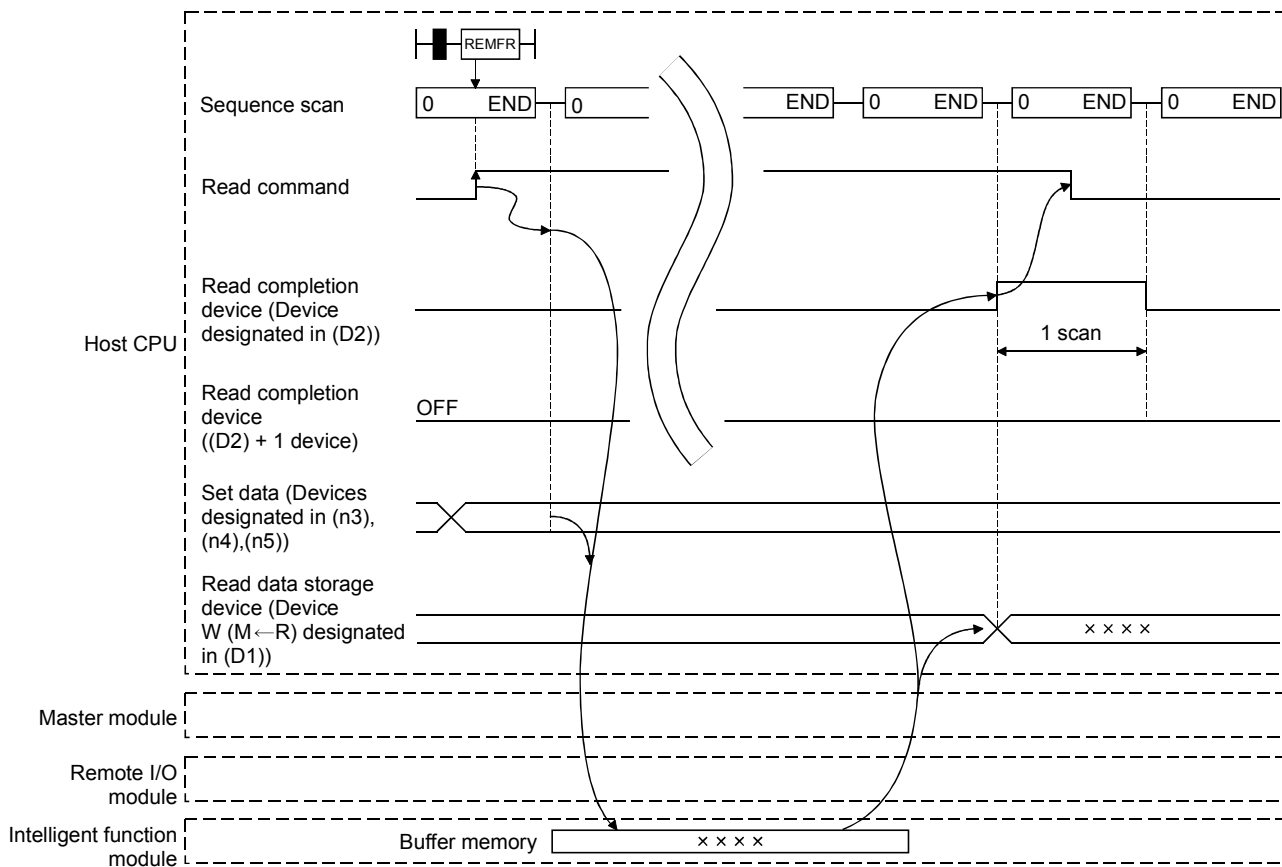 REMFR
Sequence scan
0 END 0 END 0 END 0 END 0 END
Read command
Read completion
device (Device
designated in (D2))
1 scan
Host CPU
Read completion
device
((D2) + 1 device)
OFF
Set data (Devices
designated in (n3),
(n4),(n5))
Read data storage
device (Device
W (M←R) designated
in (D1))
××××
Master module
Remote I/O
module
Intelligent function
module
Buffer memory
××××